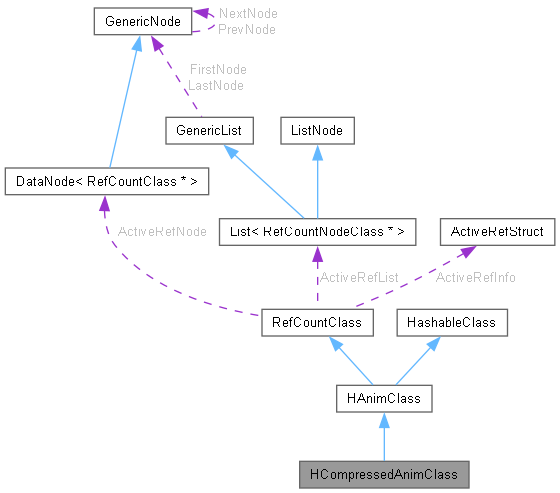 GenericNode
NextNode
PrevNode
FirstNode
LastNode
GenericList
ListNode
DataNode< RefCountClass * >
List< RefCountNodeClass * >
ActiveRefStruct
ActiveRefNode
ActiveRefList
ActiveRefInfo
RefCountClass
HashableClass
HAnimClass
HCompressedAnimClass